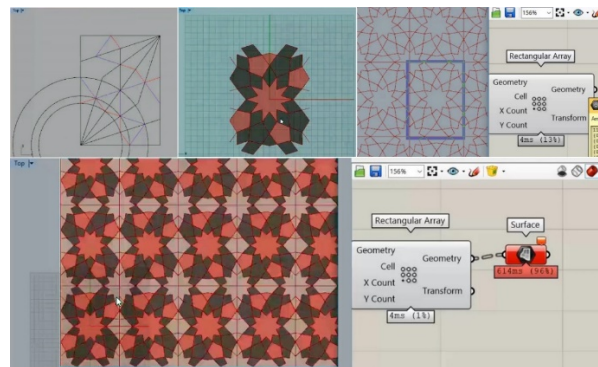 Top
156%
Rectangular Array
Geometry
Cell
X Count
Y Count
Geometry
Transform
4ms (13%)
Top
156%
Rectangular Array
Geometry
Cell
X Count
Y Count
Geometry
Transform
4ms (1%)
Surface
614ms (96%)